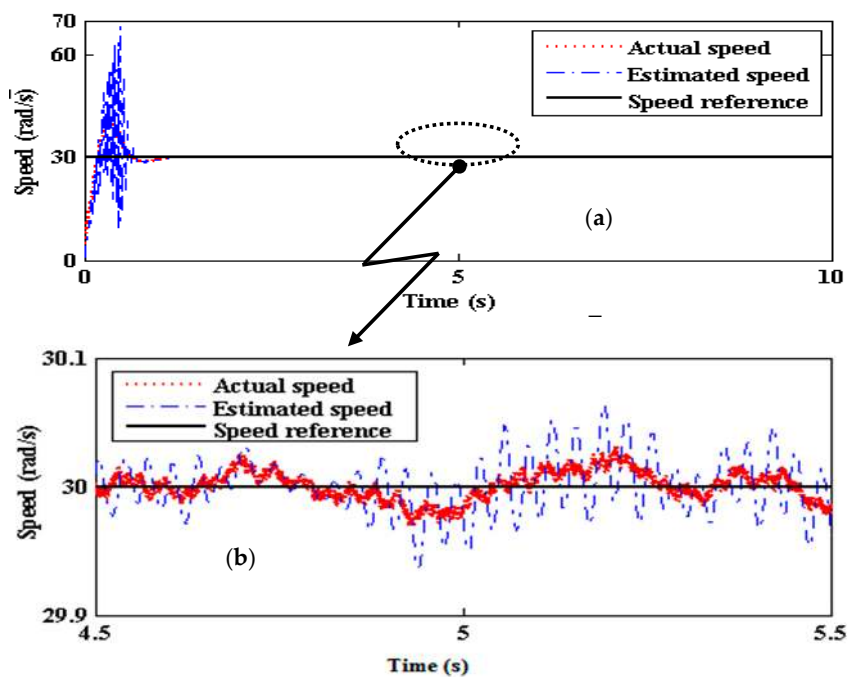 70
60
30
0
Speed (rad/s)
Actual speed
Estimated speed
Speed reference
(a)
0
5
10
Time (s)
30.1
30
29.9
Speed (rad/s)
Actual speed
Estimated speed
Speed reference
(b)
4.5
5
5.5
Time (s)